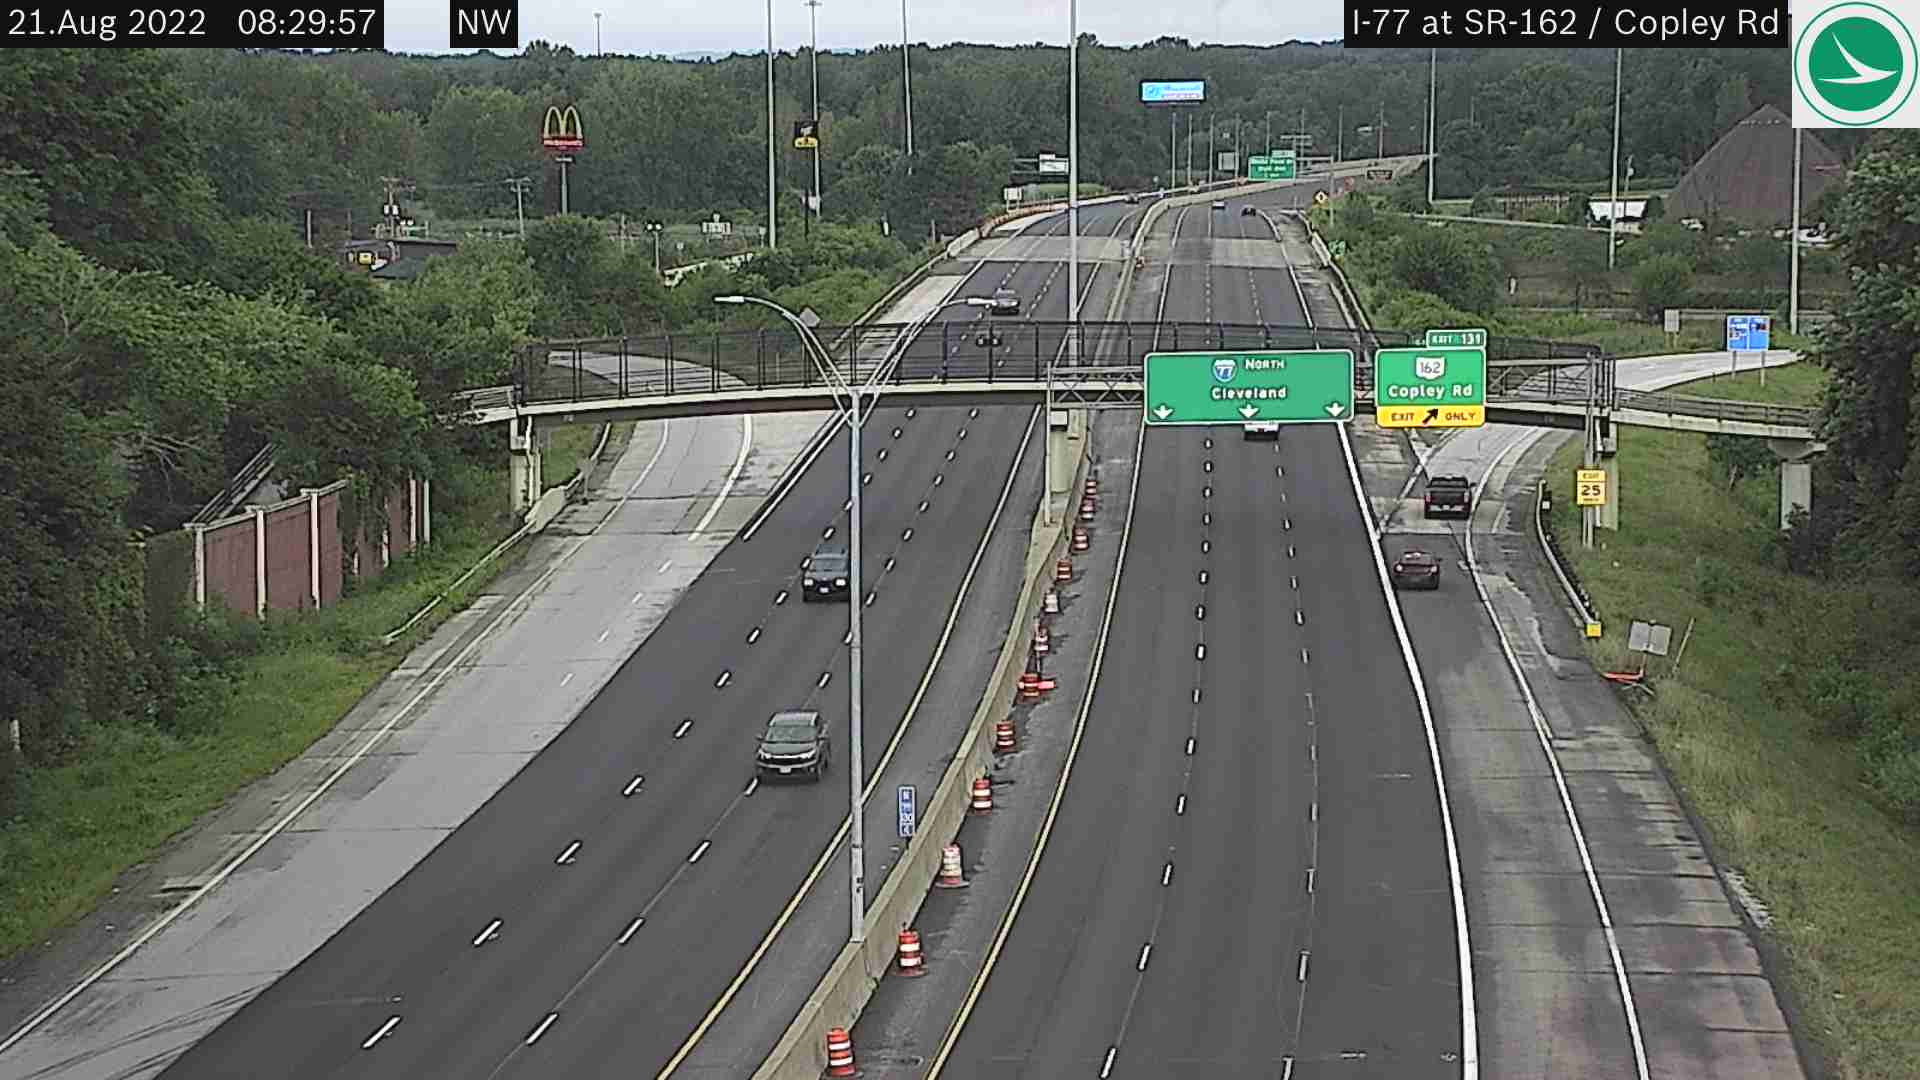 21.Aug 2022 08:29:57
NW
I-77 at SR-162 / Copley Rd
McDonald's
EXIT 131
77 NORTH
Cleveland
162
Copley Rd
EXIT ONLY
EXIT
25